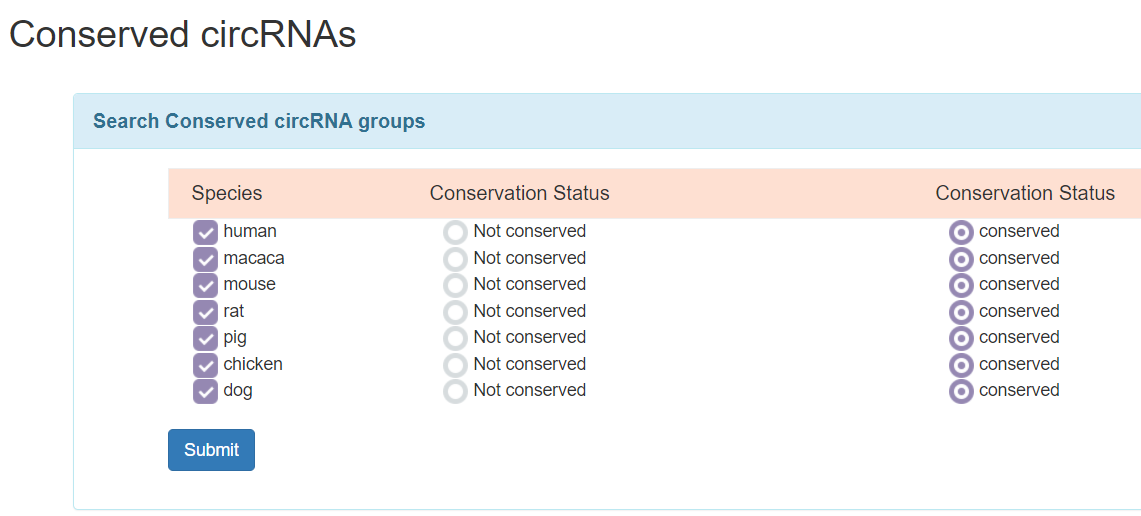 Conserved circRNAs
Search Conserved circRNA groups
Species Conservation Status Conservation Status
human Not conserved conserved
macaca Not conserved conserved
mouse Not conserved conserved
rat Not conserved conserved
pig Not conserved conserved
chicken Not conserved conserved
dog Not conserved conserved
Submit